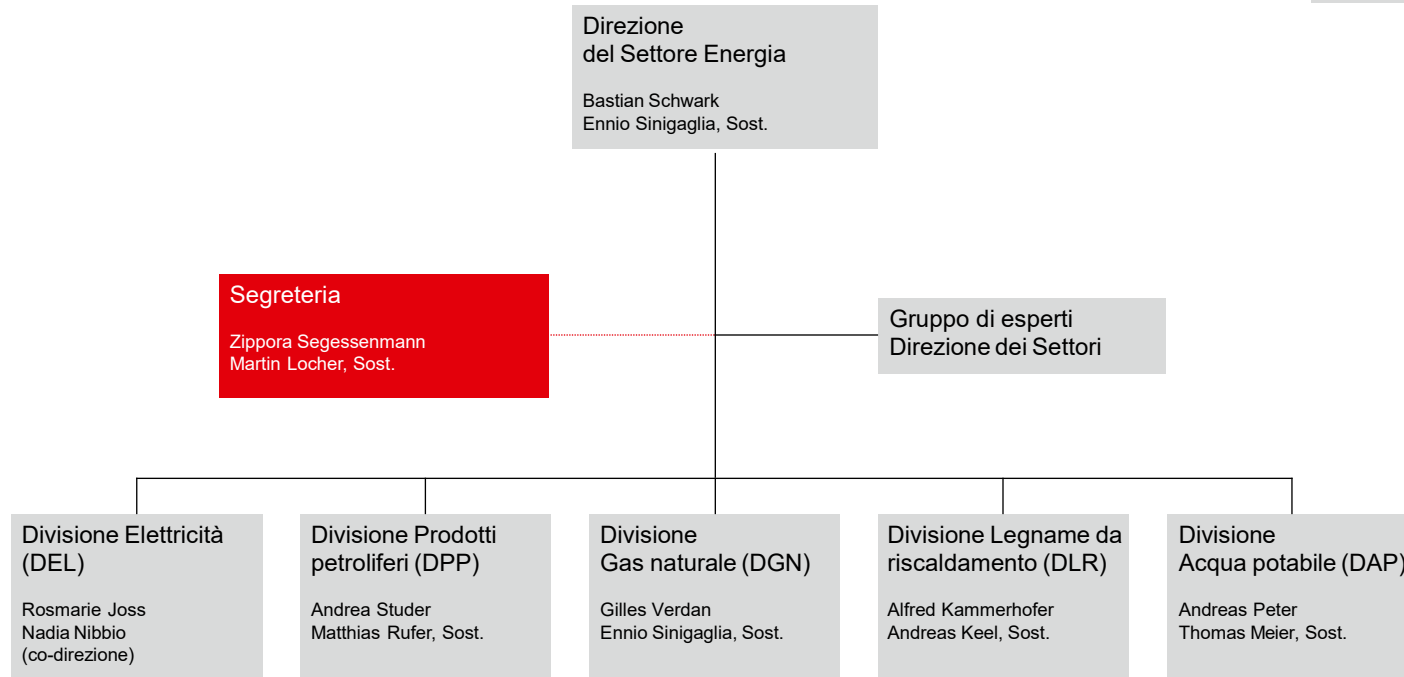 Direzione
del Settore Energia
Bastian Schwark
Ennio Sinigaglia, Sost.
Segreteria
Zippora Segessenmann
Martin Locher, Sost.
Gruppo di esperti
Direzione dei Settori
Divisione Elettricità
(DEL)
Rosmarie Joss
Nadia Nibbio
(co-direzione)
Divisione Prodotti
petroliferi (DPP)
Andrea Studer
Matthias Rufer, Sost.
Divisione
Gas naturale (DGN)
Gilles Verdan
Ennio Sinigaglia, Sost.
Divisione Legname da
riscaldamento (DLR)
Alfred Kammerhofer
Andreas Keel, Sost.
Divisione
Acqua potabile (DAP)
Andreas Peter
Thomas Meier, Sost.